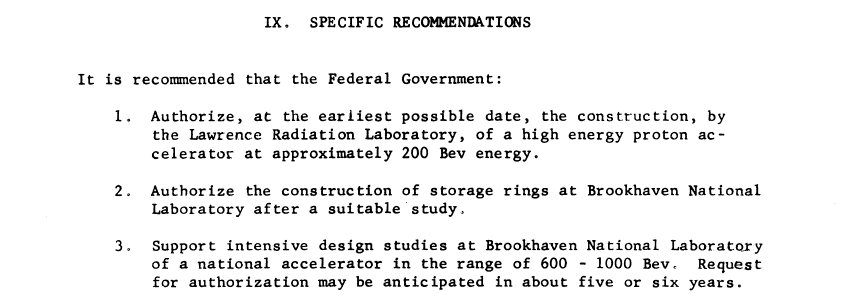 IX. SPECIFIC RECOMMENDATIONS
It is recommended that the Federal Government:
1. Authorize, at the earliest possible date, the construction, by
the Lawrence Radiation Laboratory, of a high energy proton ac-
celerator at approximately 200 Bev energy.
2. Authorize the construction of storage rings at Brookhaven National
Laboratory after a suitable study.
3. Support intensive design studies at Brookhaven National Laboratory
of a national accelerator in the range of 600 - 1000 Bev. Request
for authorization may be anticipated in about five or six years.